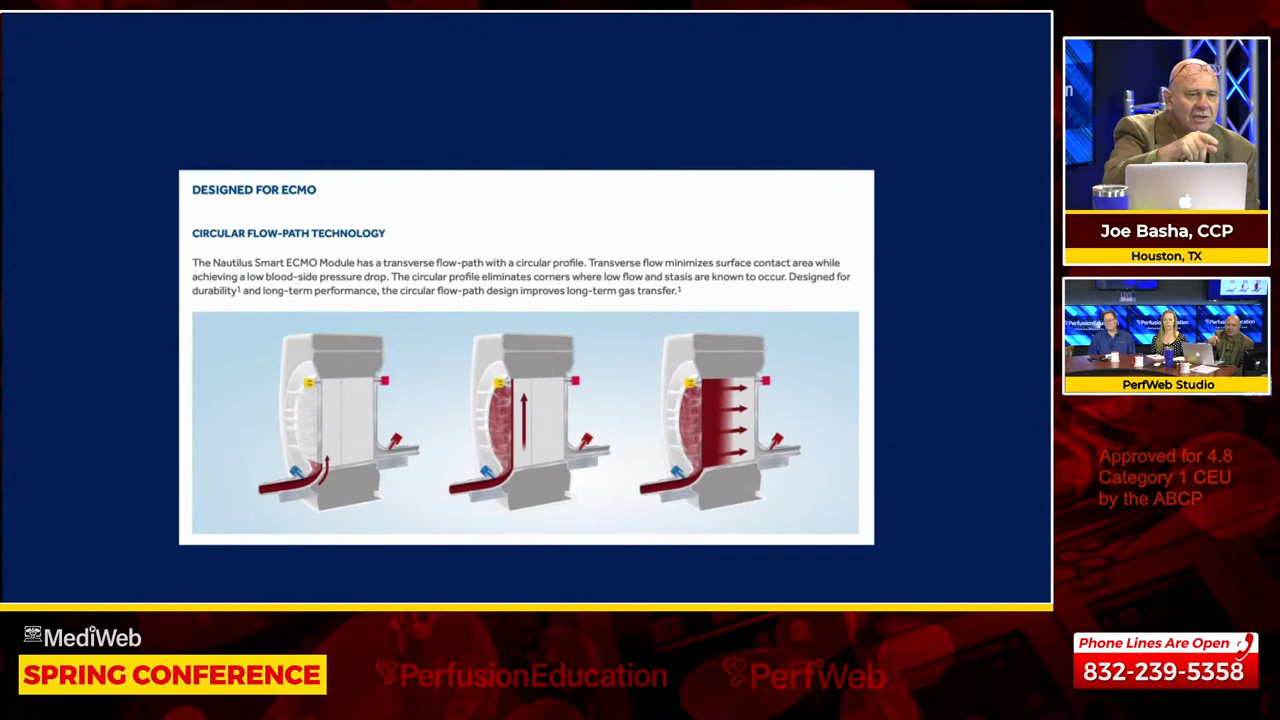 DESIGNED FOR ECMO
CIRCULAR FLOW-PATH TECHNOLOGY
The Nautilus Smart ECMO Module has a transverse flow-path with a circular profile. Transverse flow minimizes surface contact area while
achieving a low blood-side pressure drop. The circular profile eliminates corners where low flow and stasis are known to occur. Designed for
durability¹ and long-term performance, the circular flow-path design improves long-term gas transfer.¹
Joe Basha, CCP
Houston, TX
PerfusionEducation
PerfWeb Studio
Approved for 4.8
Category 1 CEU
by the ABCP
MediWeb
SPRING CONFERENCE
PerfusionEducation
PerfWeb
Phone Lines Are Open
832-239-5358